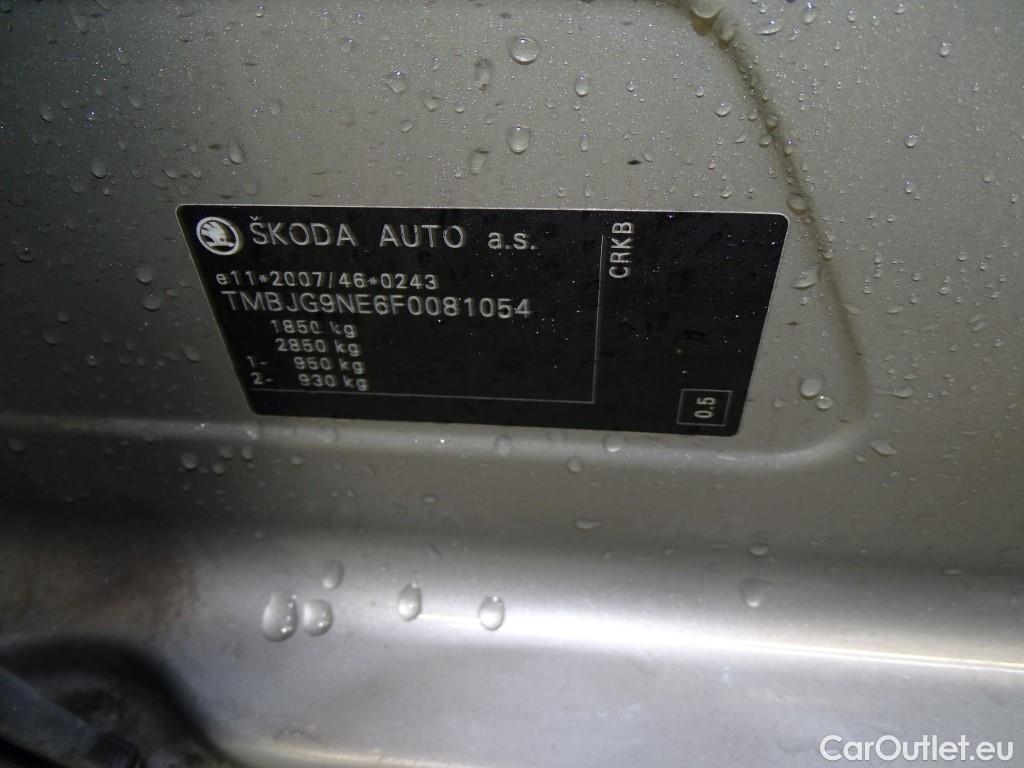 ŠKODA AUTO a.s.
e11*2007/46*0243
TMBJG9NE6F0081054
1850 kg
2850 kg
1- 950 kg
2- 930 kg
CRKB
0.5
CarOutlet.eu